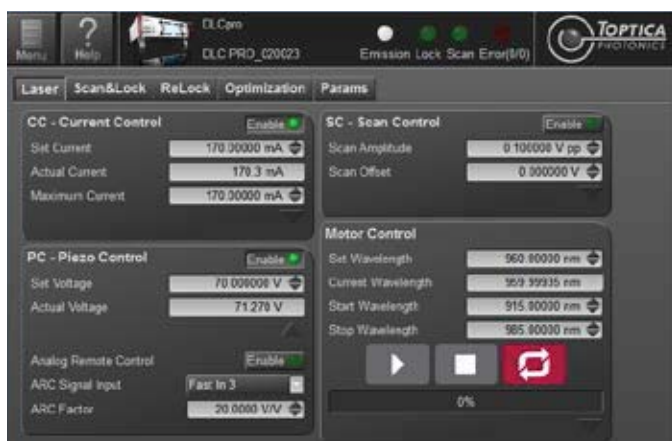 DLCpro
DLC PRO_020023
Menu
Help
Emission Lock Scan Error(0/0)
TOPTICA
PHOTONICS
Laser Scan&Lock ReLock Optimization Params
CC - Current Control
Enable
Set Current
170.00000 mA
Actual Current
170.3 mA
Maximum Current
170.00000 mA
PC - Piezo Control
Enable
Set Voltage
70.000000 V
Actual Voltage
71.270 V
Analog Remote Control
Enable
ARC Signal Input
Fast In 3
ARC Factor
20.0000 V/V
SC - Scan Control
Enable
Scan Amplitude
0.100000 V pp
Scan Offset
0.000000 V
Motor Control
Set Wavelength
960.00000 nm
Current Wavelength
959.99935 nm
Start Wavelength
915.00000 nm
Stop Wavelength
985.00000 nm
0%